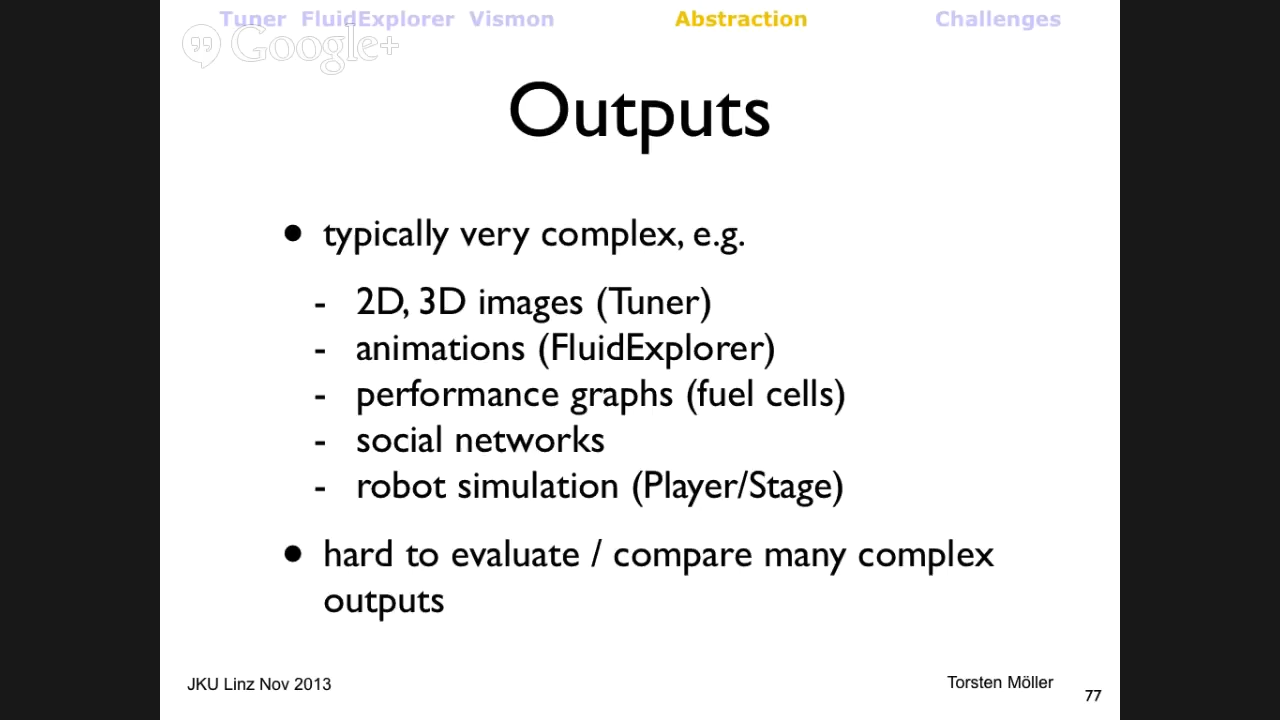 Tuner FluidExplorer Vismon Abstraction Challenges
Google+
Outputs
• typically very complex, e.g.
- 2D, 3D images (Tuner)
- animations (FluidExplorer)
- performance graphs (fuel cells)
- social networks
- robot simulation (Player/Stage)
• hard to evaluate / compare many complex
outputs
JKU Linz Nov 2013
Torsten Möller
77